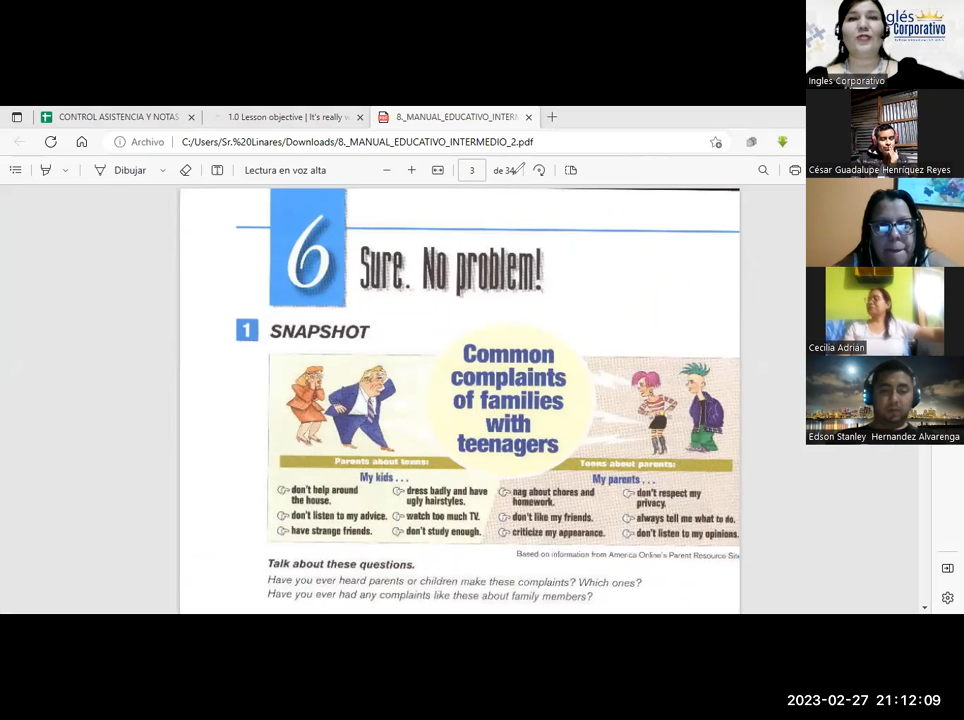 CONTROL ASISTENCIA Y NOTAS
1.0 Lesson objective | It's really w
8._MANUAL_EDUCATIVO_INTERM
Archivo
C:/Users/Sr.%20Linares/Downloads/8._MANUAL_EDUCATIVO_INTERMEDIO_2.pdf
Dibujar
Lectura en voz alta
3
de 34
6
Sure. No problem!
1 SNAPSHOT
Common
complaints
of families
with
teenagers
Parents about teens:
My kids . . .
don't help around
the house.
don't listen to my advice.
have strange friends.
dress badly and have
ugly hairstyles.
watch too much TV.
don't study enough.
Teens about parents:
My parents . . .
nag about chores and
homework.
don't like my friends.
criticize my appearance.
don't respect my
privacy.
always tell me what to do.
don't listen to my opinions.
Based on information from America Online's Parent Resource Site
Talk about these questions.
Have you ever heard parents or children make these complaints? Which ones?
Have you ever had any complaints like these about family members?
glés
Corporativo
Ingles Corporativo
César Guadalupe Henríquez Reyes
Cecilia Adrián
Edson Stanley Hernandez Alvarenga
2023-02-27 21:12:09